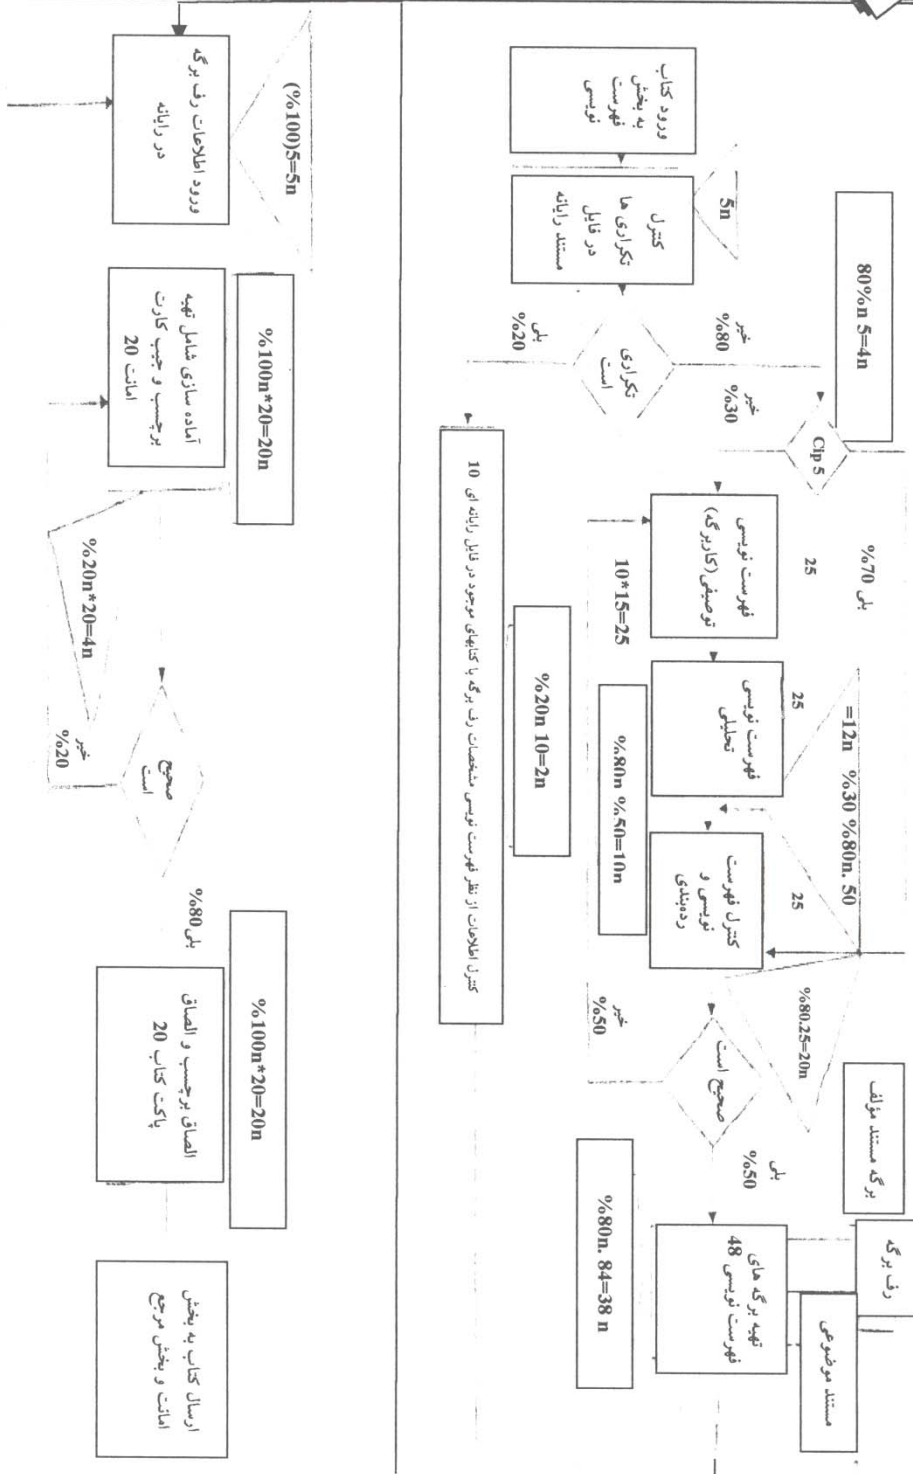 ورود کتاب
به بخش
فهرست
نویسی
5n
کنترل
تکراری ها
در فایل
مستند رایانه
80%n 5=4n
تکراری
است
خیر
%80
بلی
%20
خیر
%30
Cip 5
بلی
%70
فهرست نویسی
توصیفی(کاربرگه)
25
10*15=25
فهرست نویسی
تحلیلی
25
=12n %30 %80n. 50
کنترل فهرست
نویسی و
رده‌بندی
25
%80n %50=10n
%80.25=20n
%20n 10=2n
کنترل اطلاعات از نظر فهرست نویسی مشخصات رف برگه با کتابهای موجود در فایل رایانه ای 10
صحیح است
خیر
%50
بلی
%50
برگه مستند مؤلف
رف برگه
مستند موضوعی
تهیه برگه های
فهرست نویسی 48
%80n. 84=38 n
(%100)5=5n
ورود اطلاعات رف برگه
در رایانه
%100n*20=20n
آماده سازی شامل تهیه
برچسب و جیب کارت
امانت 20
%20n*20=4n
صحیح
است
خیر
%20
بلی %80
%100n*20=20n
الصاق برچسب و الصاق
پاکت کتاب 20
ارسال کتاب به بخش
امانت و بخش مرجع